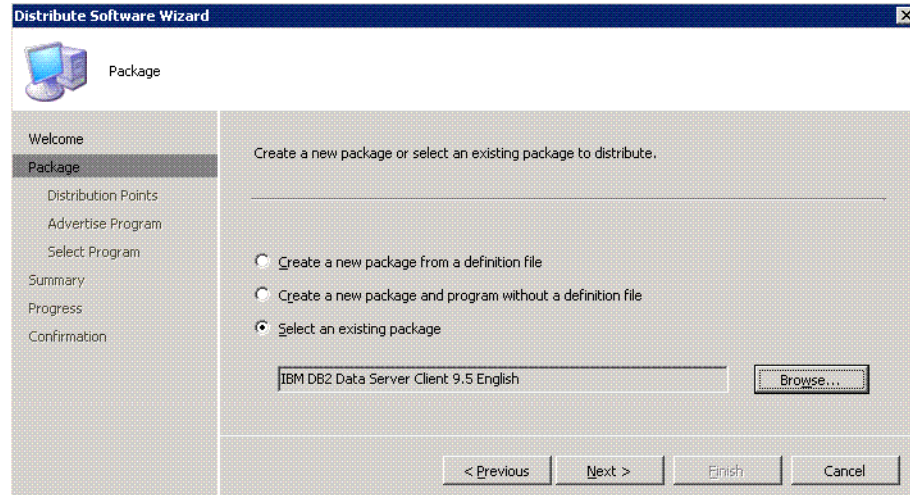 Distribute Software Wizard
Package
Welcome
Package
Distribution Points
Advertise Program
Select Program
Summary
Progress
Confirmation
Create a new package or select an existing package to distribute.
Create a new package from a definition file
Create a new package and program without a definition file
Select an existing package
IBM DB2 Data Server Client 9.5 English
Browse...
< Previous
Next >
Finish
Cancel